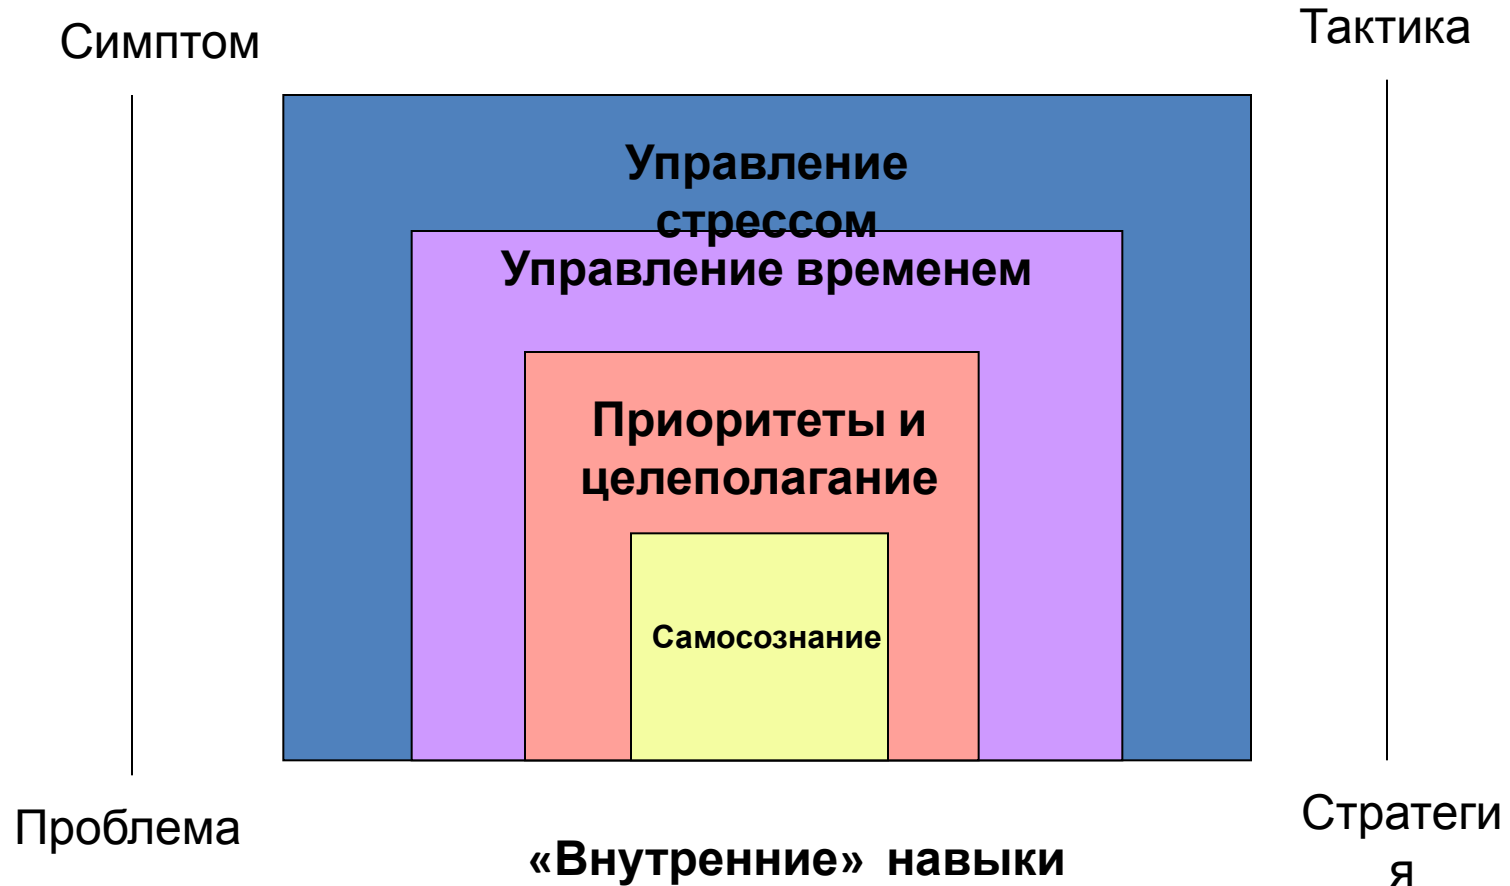 Симптом
Тактика
Управление
стрессом
Управление временем
Приоритеты и
целеполагание
Самосознание
Проблема
Стратеги
я
«Внутренние» навыки